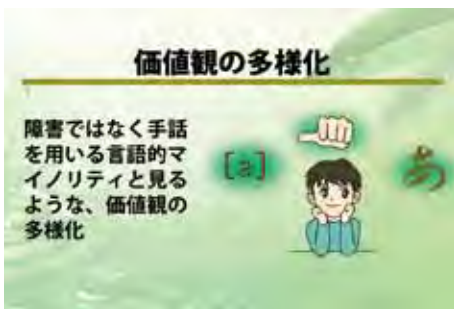 価値観の多様化
障害ではなく手話
を用いる言語的マ
イノリティと見る
ような、価値観の
多様化
[a]
あ